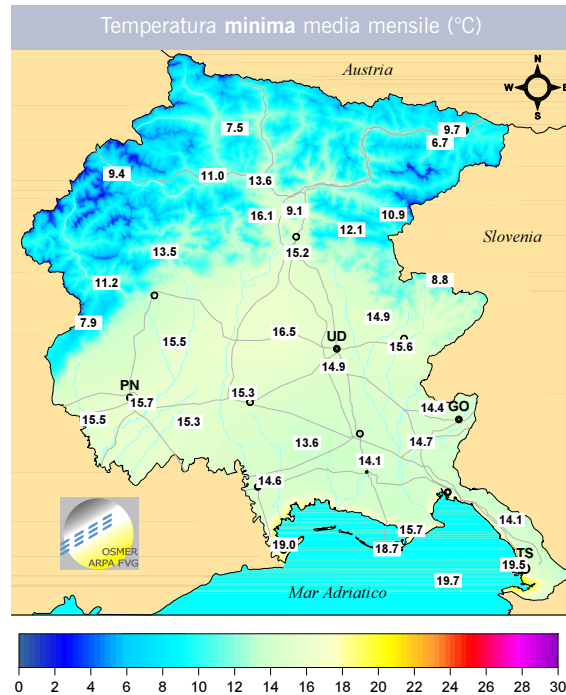 Temperatura minima media mensile (°C)
Austria
N
W E
S
7.5
9.7
6.7
9.4
11.0
13.6
16.1
9.1
10.9
12.1
Slovenia
13.5
15.2
11.2
8.8
7.9
14.9
15.5
16.5
UD
15.6
14.9
PN
15.7
15.3
14.4
GO
15.5
15.3
13.6
14.7
14.1
14.6
15.7
14.1
OSMER
ARPA FVG
19.0
18.7
TS
19.5
19.7
Mar Adriatico
0 2 4 6 8 10 12 14 16 18 20 22 24 26 28 30